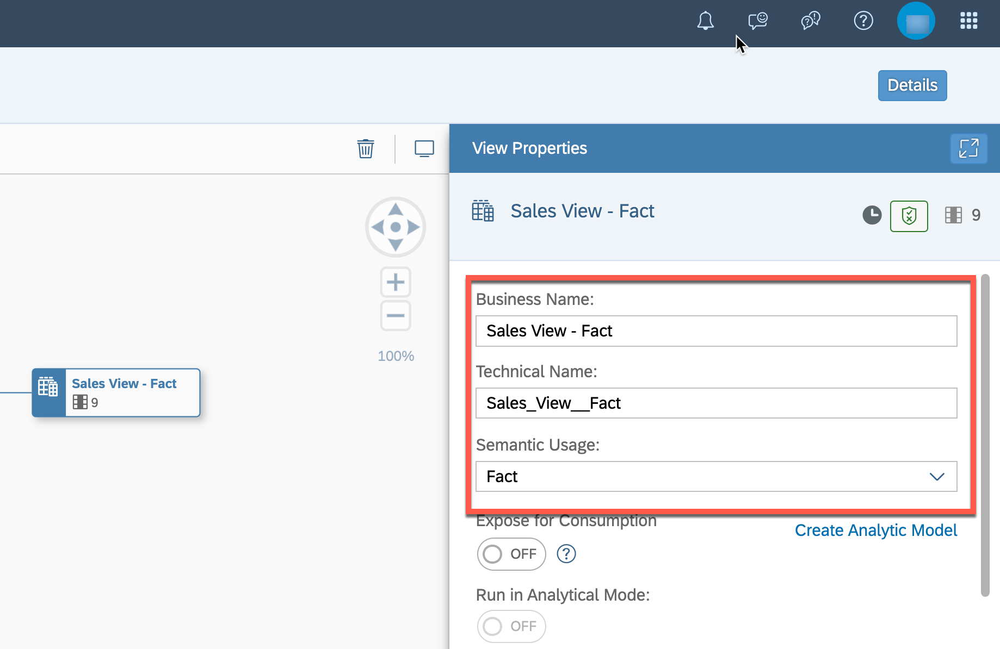 Details
View Properties
Sales View - Fact
9
Business Name:
Sales View - Fact
Technical Name:
Sales_View__Fact
Semantic Usage:
Fact
Expose for Consumption
Create Analytic Model
OFF
Run in Analytical Mode:
OFF
100%
Sales View - Fact
9